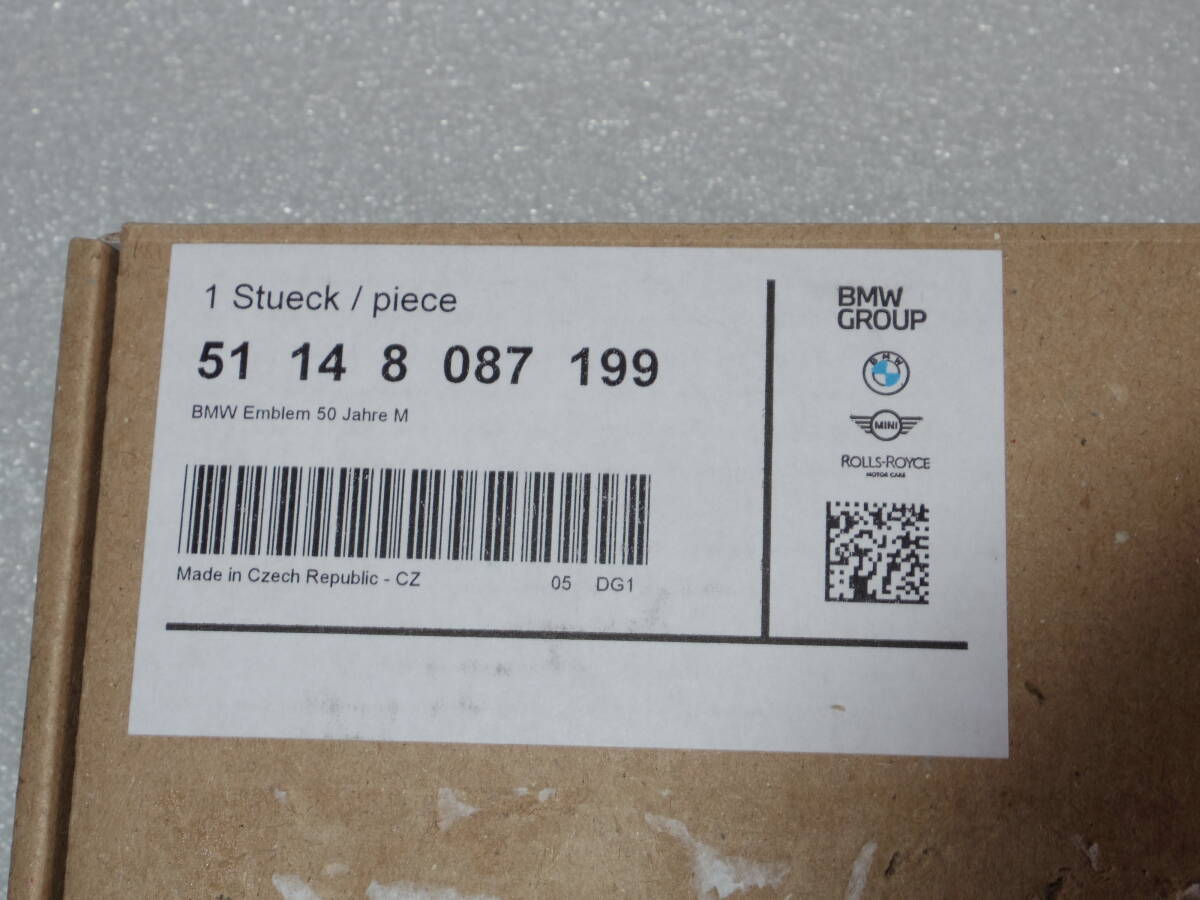 1 Stueck / piece
51 14 8 087 199
BMW Emblem 50 Jahre M
Made in Czech Republic - CZ
05 DG1
BMW
GROUP
BMW
MINI
ROLLS-ROYCE
MOTOR CARS